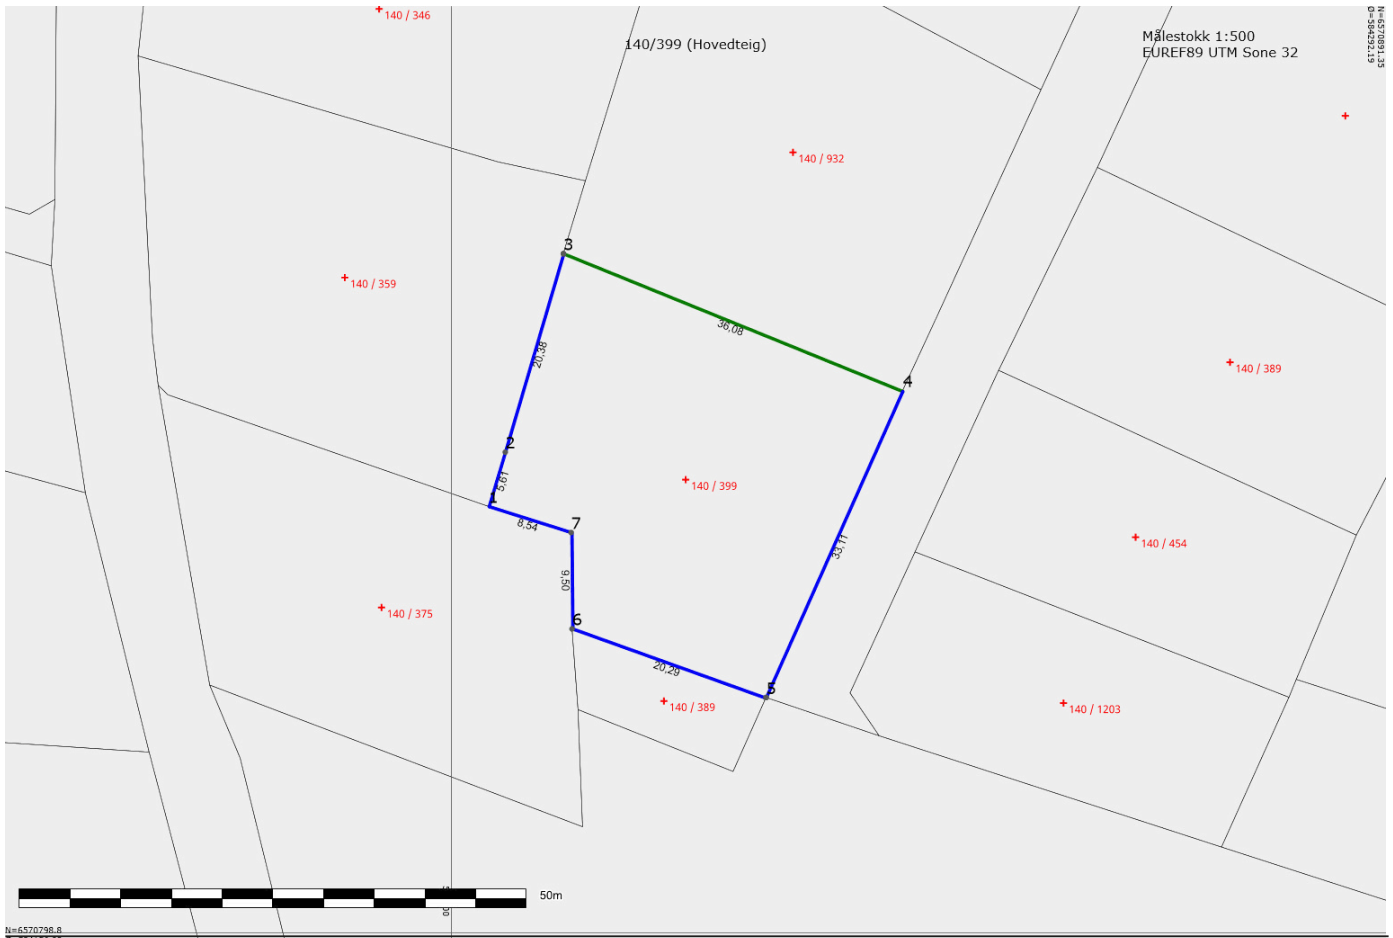 140 / 346
140/399 (Hovedteig)
Målestokk 1:500
EUREF89 UTM Sone 32
N=6570891.35
Ø=584292.19
140 / 932
3
140 / 359
36,08
20,38
140 / 389
4
2
5,61
140 / 399
1
8,54
7
33,11
140 / 454
9,50
140 / 375
6
20,29
5
140 / 389
140 / 1203
50m
N=6570798.8